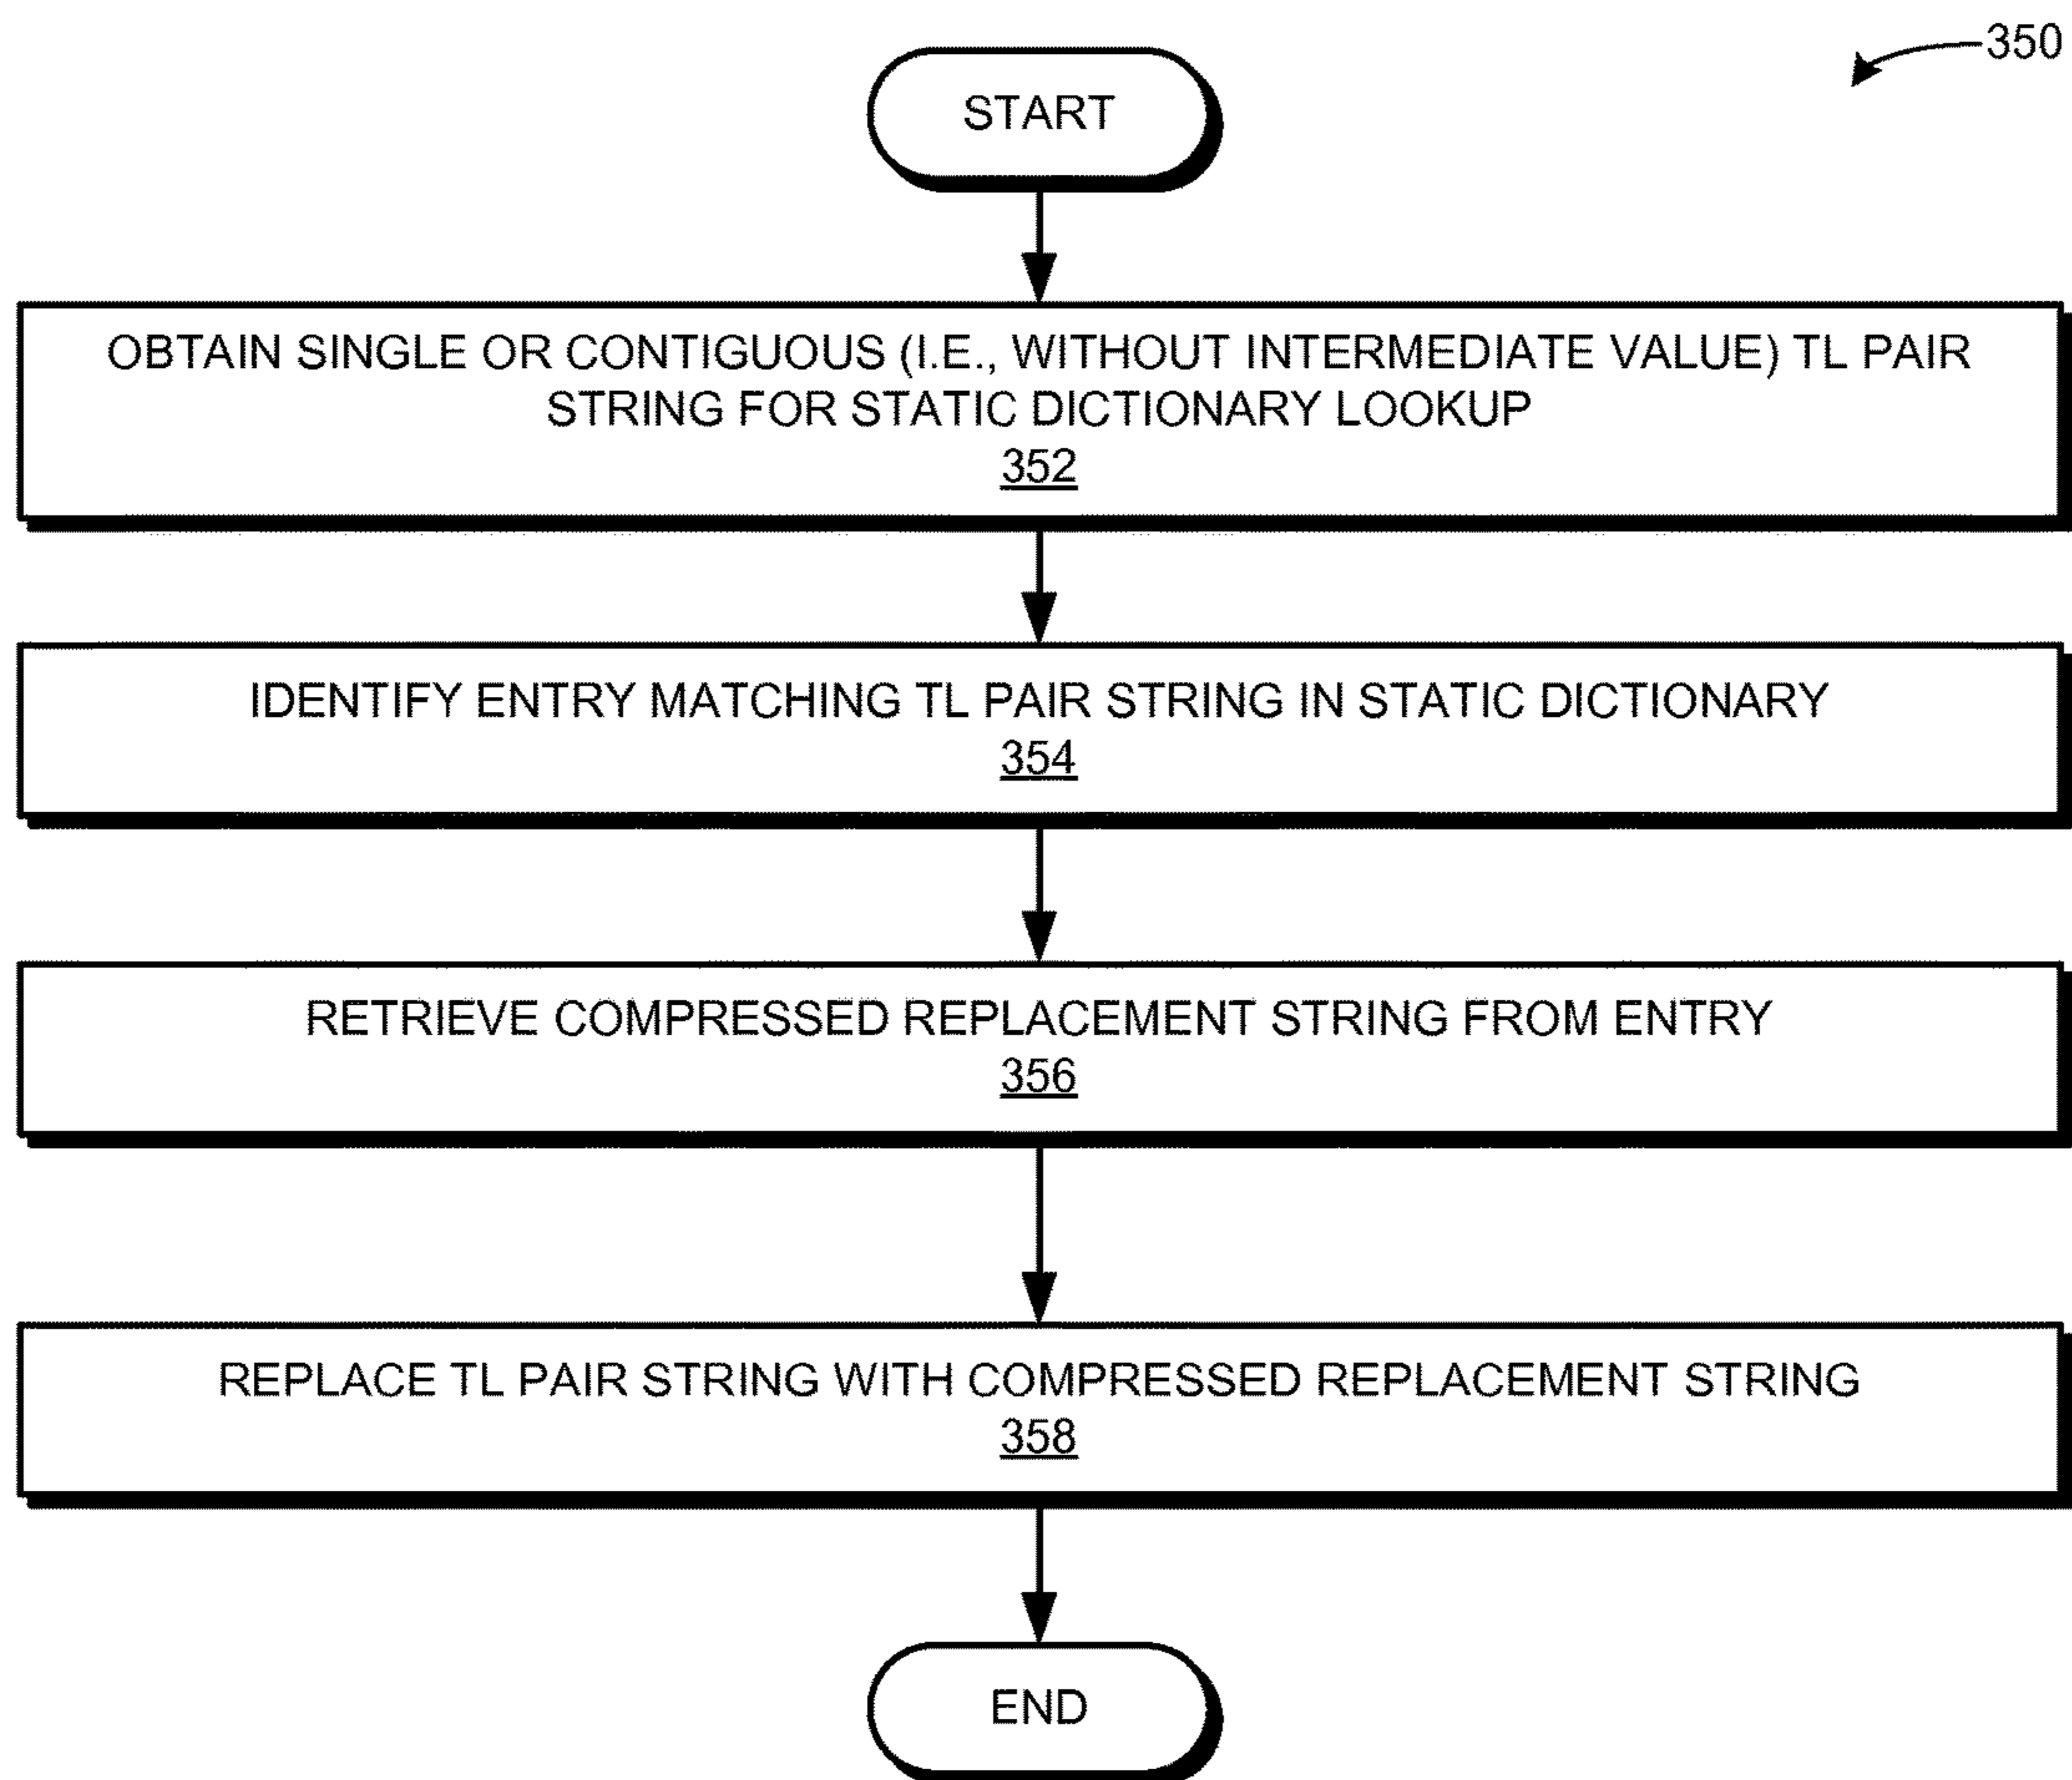 350
START
OBTAIN SINGLE OR CONTIGUOUS (I.E., WITHOUT INTERMEDIATE VALUE) TL PAIR
STRING FOR STATIC DICTIONARY LOOKUP
352
IDENTIFY ENTRY MATCHING TL PAIR STRING IN STATIC DICTIONARY
354
RETRIEVE COMPRESSED REPLACEMENT STRING FROM ENTRY
356
REPLACE TL PAIR STRING WITH COMPRESSED REPLACEMENT STRING
358
END